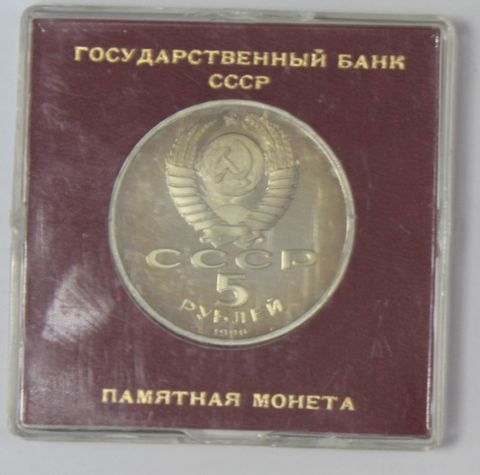 ГОСУДАРСТВЕННЫЙ БАНК
СССР
СССР
5
РУБЛЕЙ
ПАМЯТНАЯ МОНЕТА